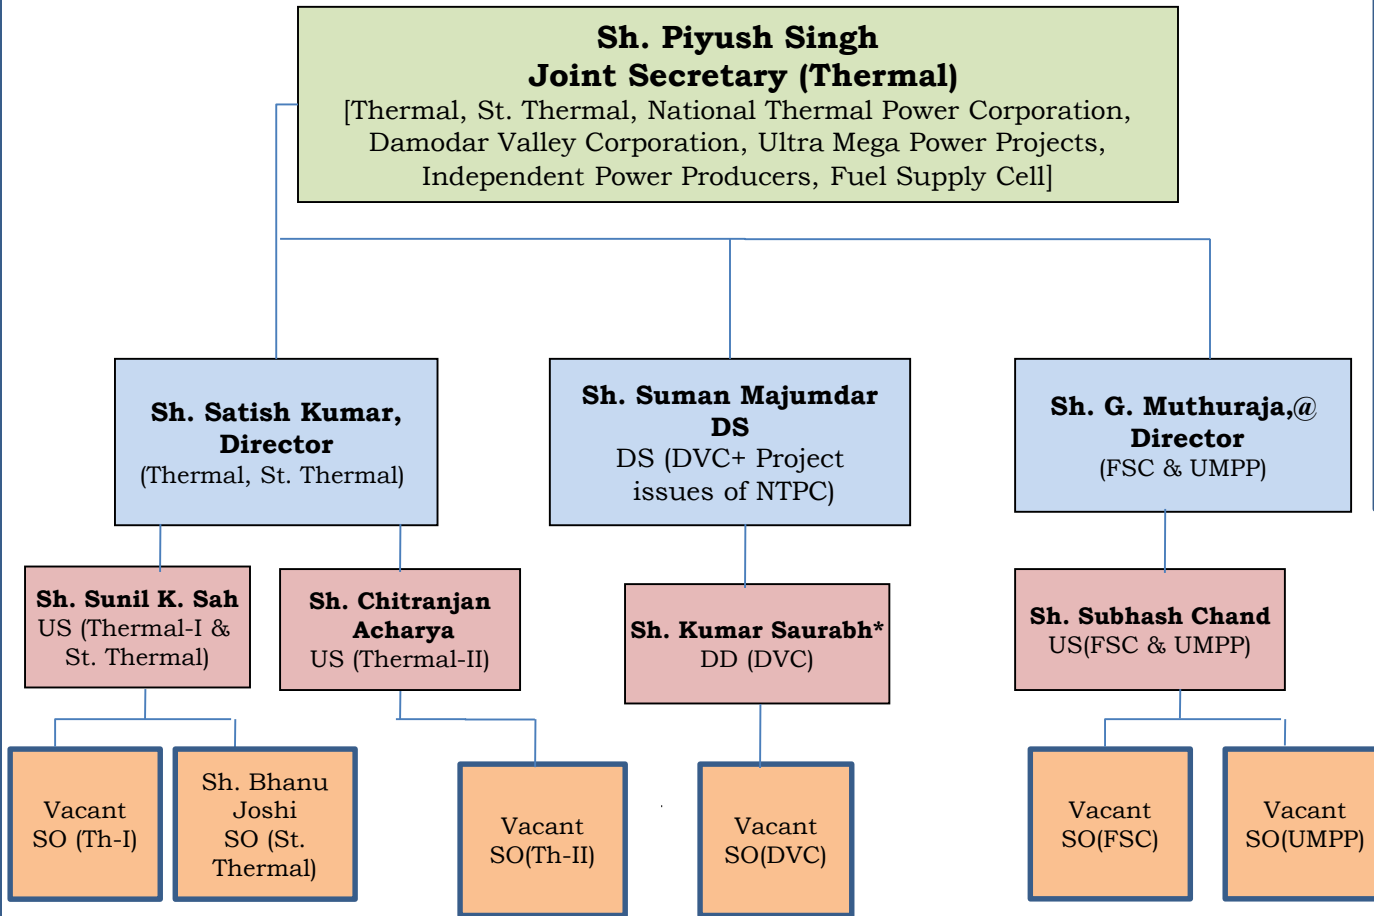 Sh. Piyush Singh
Joint Secretary (Thermal)
[Thermal, St. Thermal, National Thermal Power Corporation,
Damodar Valley Corporation, Ultra Mega Power Projects,
Independent Power Producers, Fuel Supply Cell]
Sh. Satish Kumar,
Director
(Thermal, St. Thermal)
Sh. Suman Majumdar
DS
DS (DVC+ Project
issues of NTPC)
Sh. G. Muthuraja,@
Director
(FSC & UMPP)
Sh. Sunil K. Sah
US (Thermal-I &
St. Thermal)
Sh. Chitranjan
Acharya
US (Thermal-II)
Sh. Kumar Saurabh*
DD (DVC)
Sh. Subhash Chand
US(FSC & UMPP)
Vacant
SO (Th-I)
Sh. Bhanu
Joshi
SO (St.
Thermal)
Vacant
SO(Th-II)
Vacant
SO(DVC)
Vacant
SO(FSC)
Vacant
SO(UMPP)